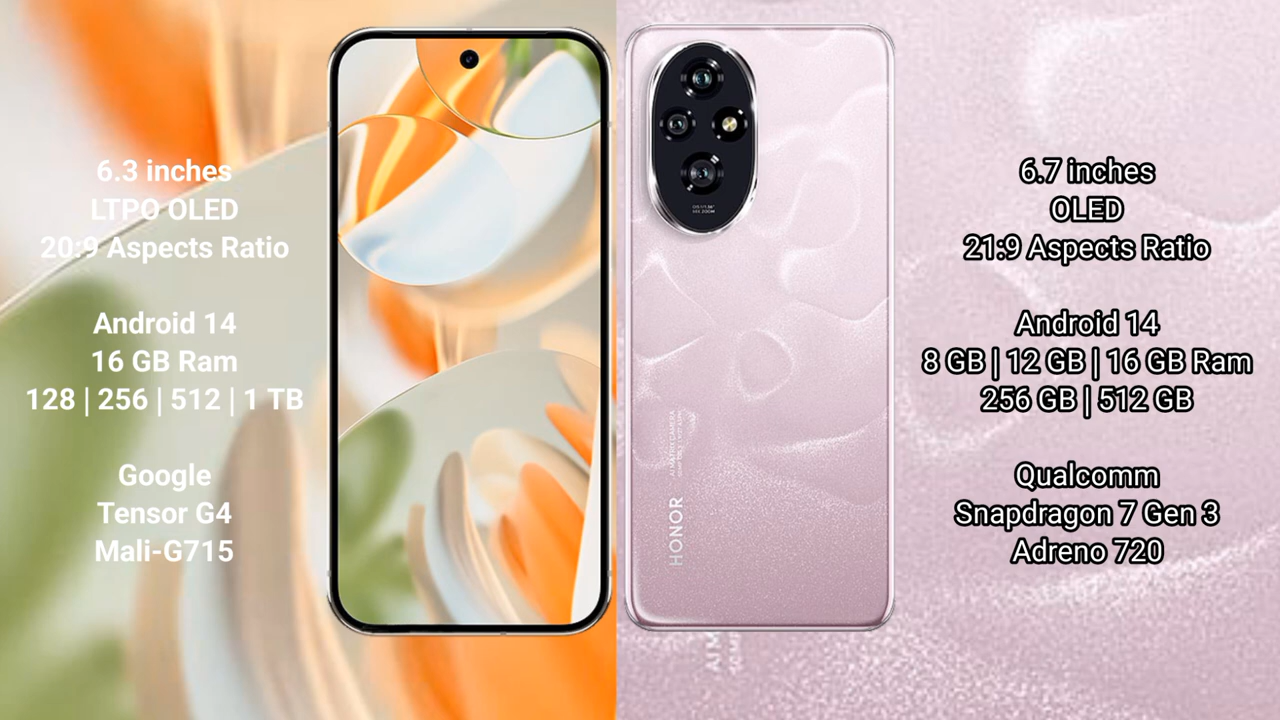 6.3 inches
LTPO OLED
20:9 Aspects Ratio
Android 14
16 GB Ram
128 | 256 | 512 | 1 TB
Google
Tensor G4
Mali-G715
HONOR
6.7 inches
OLED
21:9 Aspects Ratio
Android 14
8 GB | 12 GB | 16 GB Ram
256 GB | 512 GB
Qualcomm
Snapdragon 7 Gen 3
Adreno 720